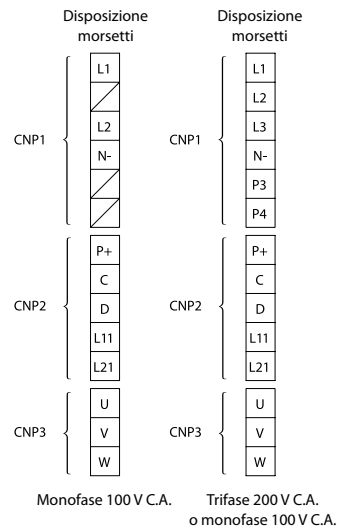 Disposizione
morsetti
CNP1
L1
L2
N-
CNP2
P+
C
D
L11
L21
CNP3
U
V
W
Monofase 100 V C.A.
Disposizione
morsetti
CNP1
L1
L2
L3
N-
P3
P4
CNP2
P+
C
D
L11
L21
CNP3
U
V
W
Trifase 200 V C.A.
o monofase 100 V C.A.